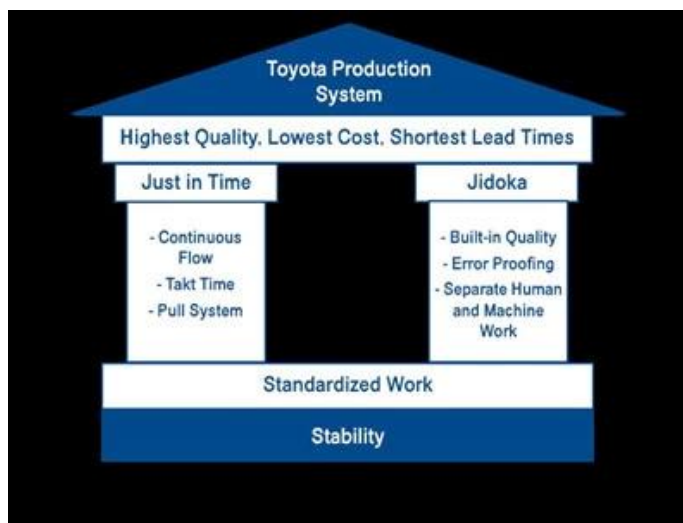 Toyota Production
System
Highest Quality, Lowest Cost, Shortest Lead Times
Just in Time
- Continuous
Flow
- Takt Time
- Pull System
Jidoka
- Built-in Quality
- Error Proofing
- Separate Human
and Machine
Work
Standardized Work
Stability